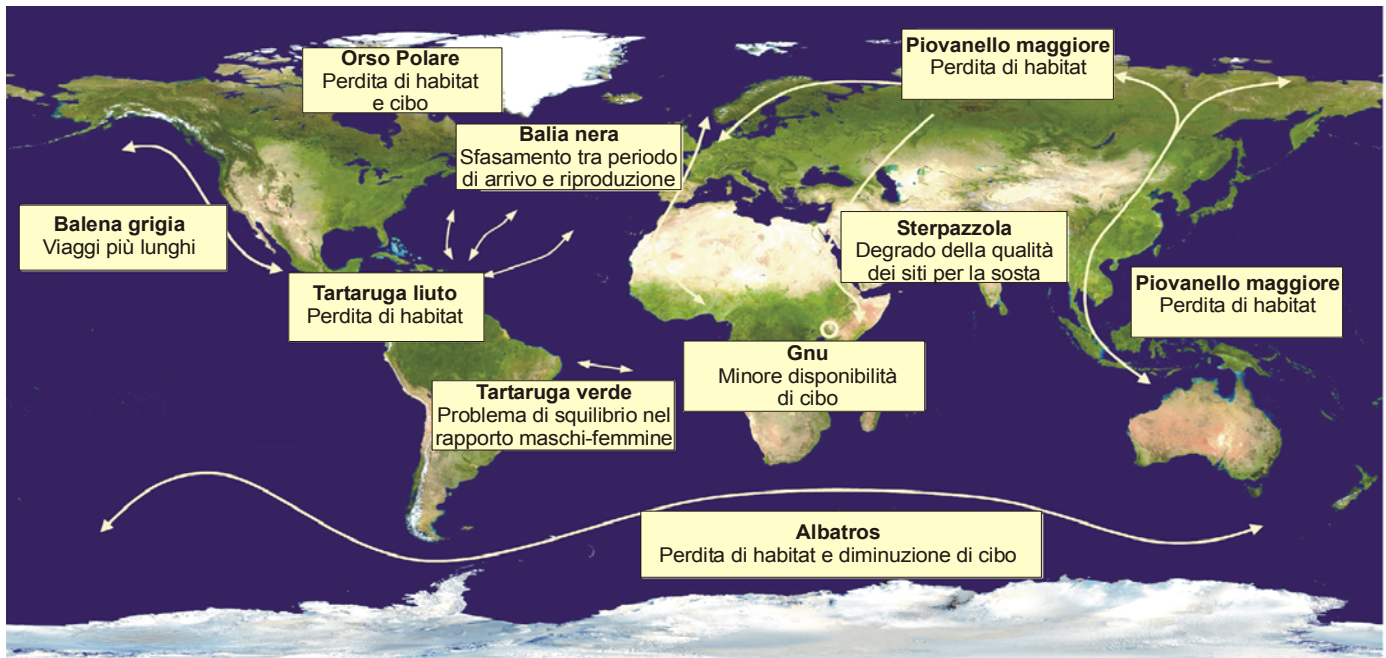 Orso Polare
Perdita di habitat
e cibo
Piovanello maggiore
Perdita di habitat
Balia nera
Sfasamento tra periodo
di arrivo e riproduzione
Balena grigia
Viaggi più lunghi
Sterpazzola
Degrado della qualità
dei siti per la sosta
Tartaruga liuto
Perdita di habitat
Piovanello maggiore
Perdita di habitat
Gnu
Minore disponibilità
di cibo
Tartaruga verde
Problema di squilibrio nel
rapporto maschi-femmine
Albatros
Perdita di habitat e diminuzione di cibo